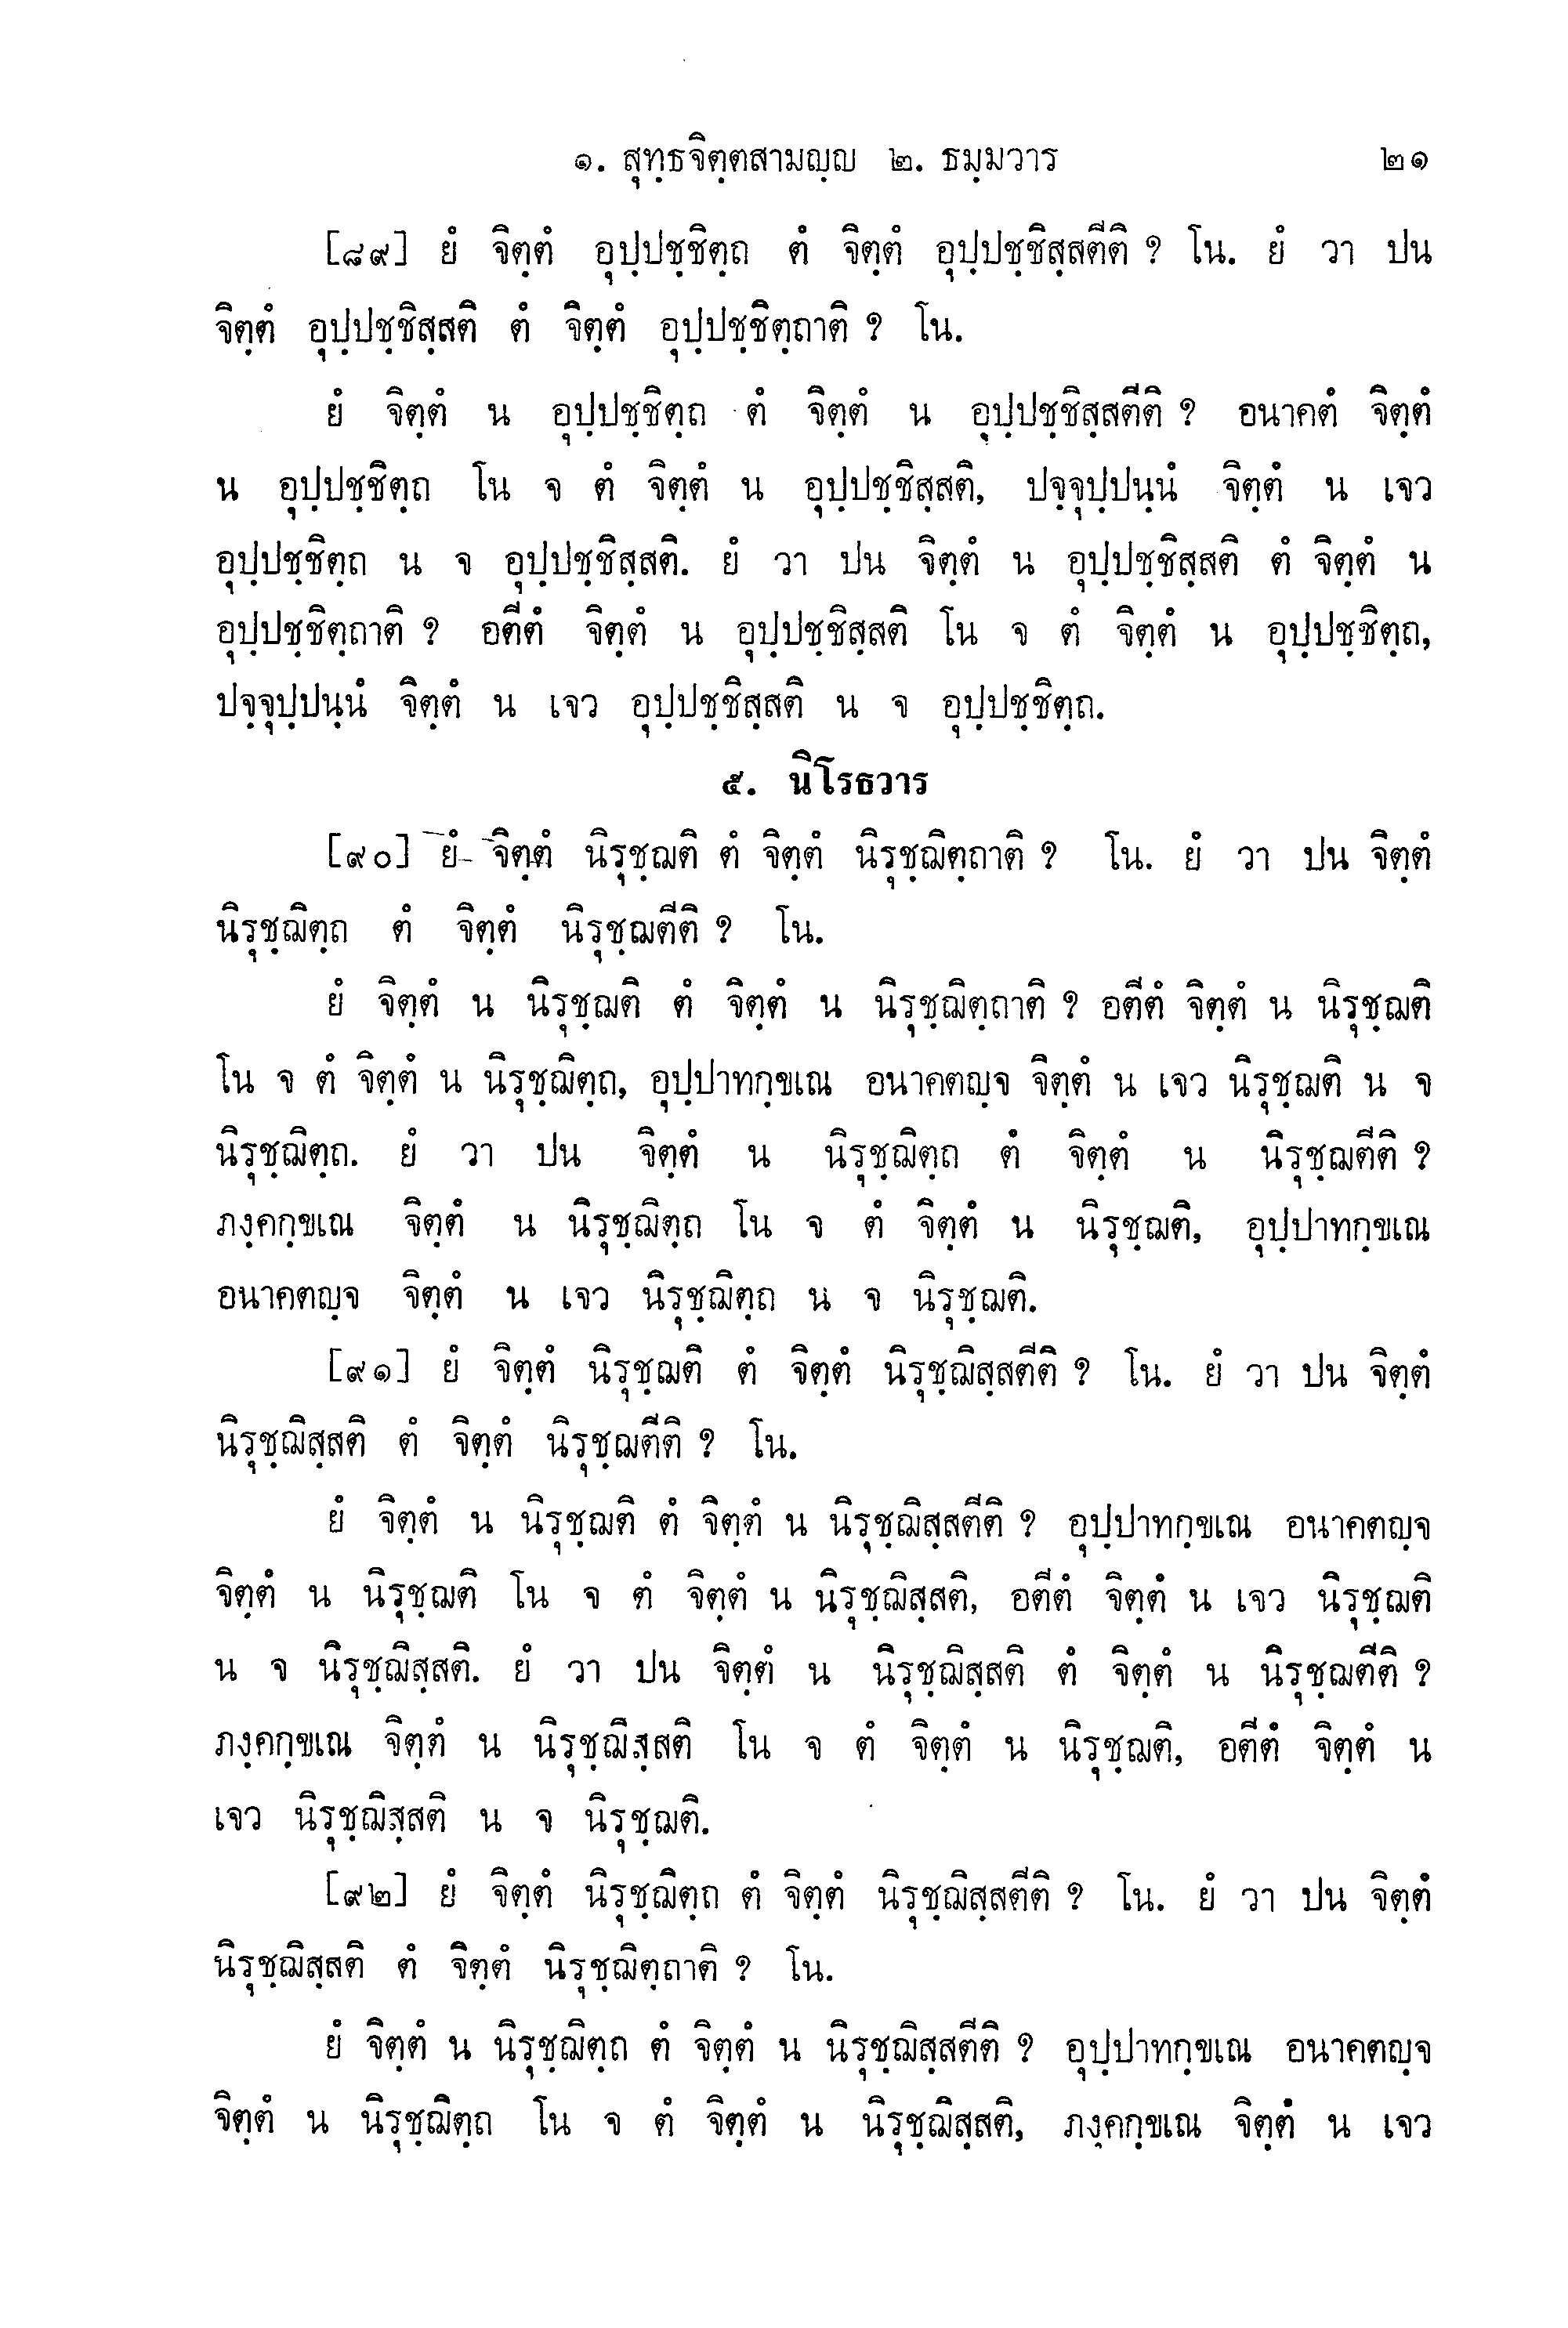 ๑. สุทฺธจิตฺตสามญฺญ ๒. ธมฺมวาร ๒๑
[๘๙] ยํ จิตฺตํ อุปฺปชฺชิตฺถ ตํ จิตฺตํ อุปฺปชฺชิสฺสตีติ ? โน. ยํ วา ปน
จิตฺตํ อุปฺปชฺชิสฺสติ ตํ จิตฺตํ อุปฺปชฺชิตฺถาติ ? โน.
ยํ จิตฺตํ น อุปฺปชฺชิตฺถ ตํ จิตฺตํ น อุปฺปชฺชิสฺสตีติ ? อนาคตํ จิตฺตํ
น อุปฺปชฺชิตฺถ โน จ ตํ จิตฺตํ น อุปฺปชฺชิสฺสติ, ปจฺจุปฺปนฺนํ จิตฺตํ น เจว
อุปฺปชฺชิตฺถ น จ อุปฺปชฺชิสฺสติ. ยํ วา ปน จิตฺตํ น อุปฺปชฺชิสฺสติ ตํ จิตฺตํ น
อุปฺปชฺชิตฺถาติ ? อตีตํ จิตฺตํ น อุปฺปชฺชิสฺสติ โน จ ตํ จิตฺตํ น อุปฺปชฺชิตฺถ,
ปจฺจุปฺปนฺนํ จิตฺตํ น เจว อุปฺปชฺชิสฺสติ น จ อุปฺปชฺชิตฺถ.
๕. นิโรธวาร
[๙๐] ยํ จิตฺตํ นิรุชฺฌติ ตํ จิตฺตํ นิรุชฺฌิตฺถาติ ? โน. ยํ วา ปน จิตฺตํ
นิรุชฺฌิตฺถ ตํ จิตฺตํ นิรุชฺฌตีติ ? โน.
ยํ จิตฺตํ น นิรุชฺฌติ ตํ จิตฺตํ น นิรุชฺฌิตฺถาติ ? อตีตํ จิตฺตํ น นิรุชฺฌติ
โน จ ตํ จิตฺตํ น นิรุชฺฌิตฺถ, อุปฺปาทกฺขเณ อนาคตญฺจ จิตฺตํ น เจว นิรุชฺฌติ น จ
นิรุชฺฌิตฺถ. ยํ วา ปน จิตฺตํ น นิรุชฺฌิตฺถ ตํ จิตฺตํ น นิรุชฺฌตีติ ?
ภงฺคกฺขเณ จิตฺตํ น นิรุชฺฌิตฺถ โน จ ตํ จิตฺตํ น นิรุชฺฌติ, อุปฺปาทกฺขเณ
อนาคตญฺจ จิตฺตํ น เจว นิรุชฺฌิตฺถ น จ นิรุชฺฌติ.
[๙๑] ยํ จิตฺตํ นิรุชฺฌติ ตํ จิตฺตํ นิรุชฺฌิสฺสตีติ ? โน. ยํ วา ปน จิตฺตํ
นิรุชฺฌิสฺสติ ตํ จิตฺตํ นิรุชฺฌตีติ ? โน.
ยํ จิตฺตํ น นิรุชฺฌติ ตํ จิตฺตํ น นิรุชฺฌิสฺสตีติ ? อุปฺปาทกฺขเณ อนาคตญฺจ
จิตฺตํ น นิรุชฺฌติ โน จ ตํ จิตฺตํ น นิรุชฺฌิสฺสติ, อตีตํ จิตฺตํ น เจว นิรุชฺฌติ
น จ นิรุชฺฌิสฺสติ. ยํ วา ปน จิตฺตํ น นิรุชฺฌิสฺสติ ตํ จิตฺตํ น นิรุชฺฌตีติ ?
ภงฺคกฺขเณ จิตฺตํ น นิรุชฺฌิสฺสติ โน จ ตํ จิตฺตํ น นิรุชฺฌติ, อตีตํ จิตฺตํ น
เจว นิรุชฺฌิสฺสติ น จ นิรุชฺฌติ.
[๙๒] ยํ จิตฺตํ นิรุชฺฌิตฺถ ตํ จิตฺตํ นิรุชฺฌิสฺสตีติ ? โน. ยํ วา ปน จิตฺตํ
นิรุชฺฌิสฺสติ ตํ จิตฺตํ นิรุชฺฌิตฺถาติ ? โน.
ยํ จิตฺตํ น นิรุชฺฌิตฺถ ตํ จิตฺตํ น นิรุชฺฌิสฺสตีติ ? อุปฺปาทกฺขเณ อนาคตญฺจ
จิตฺตํ น นิรุชฺฌิตฺถ โน จ ตํ จิตฺตํ น นิรุชฺฌิสฺสติ, ภงฺคกฺขเณ จิตฺตํ น เจว